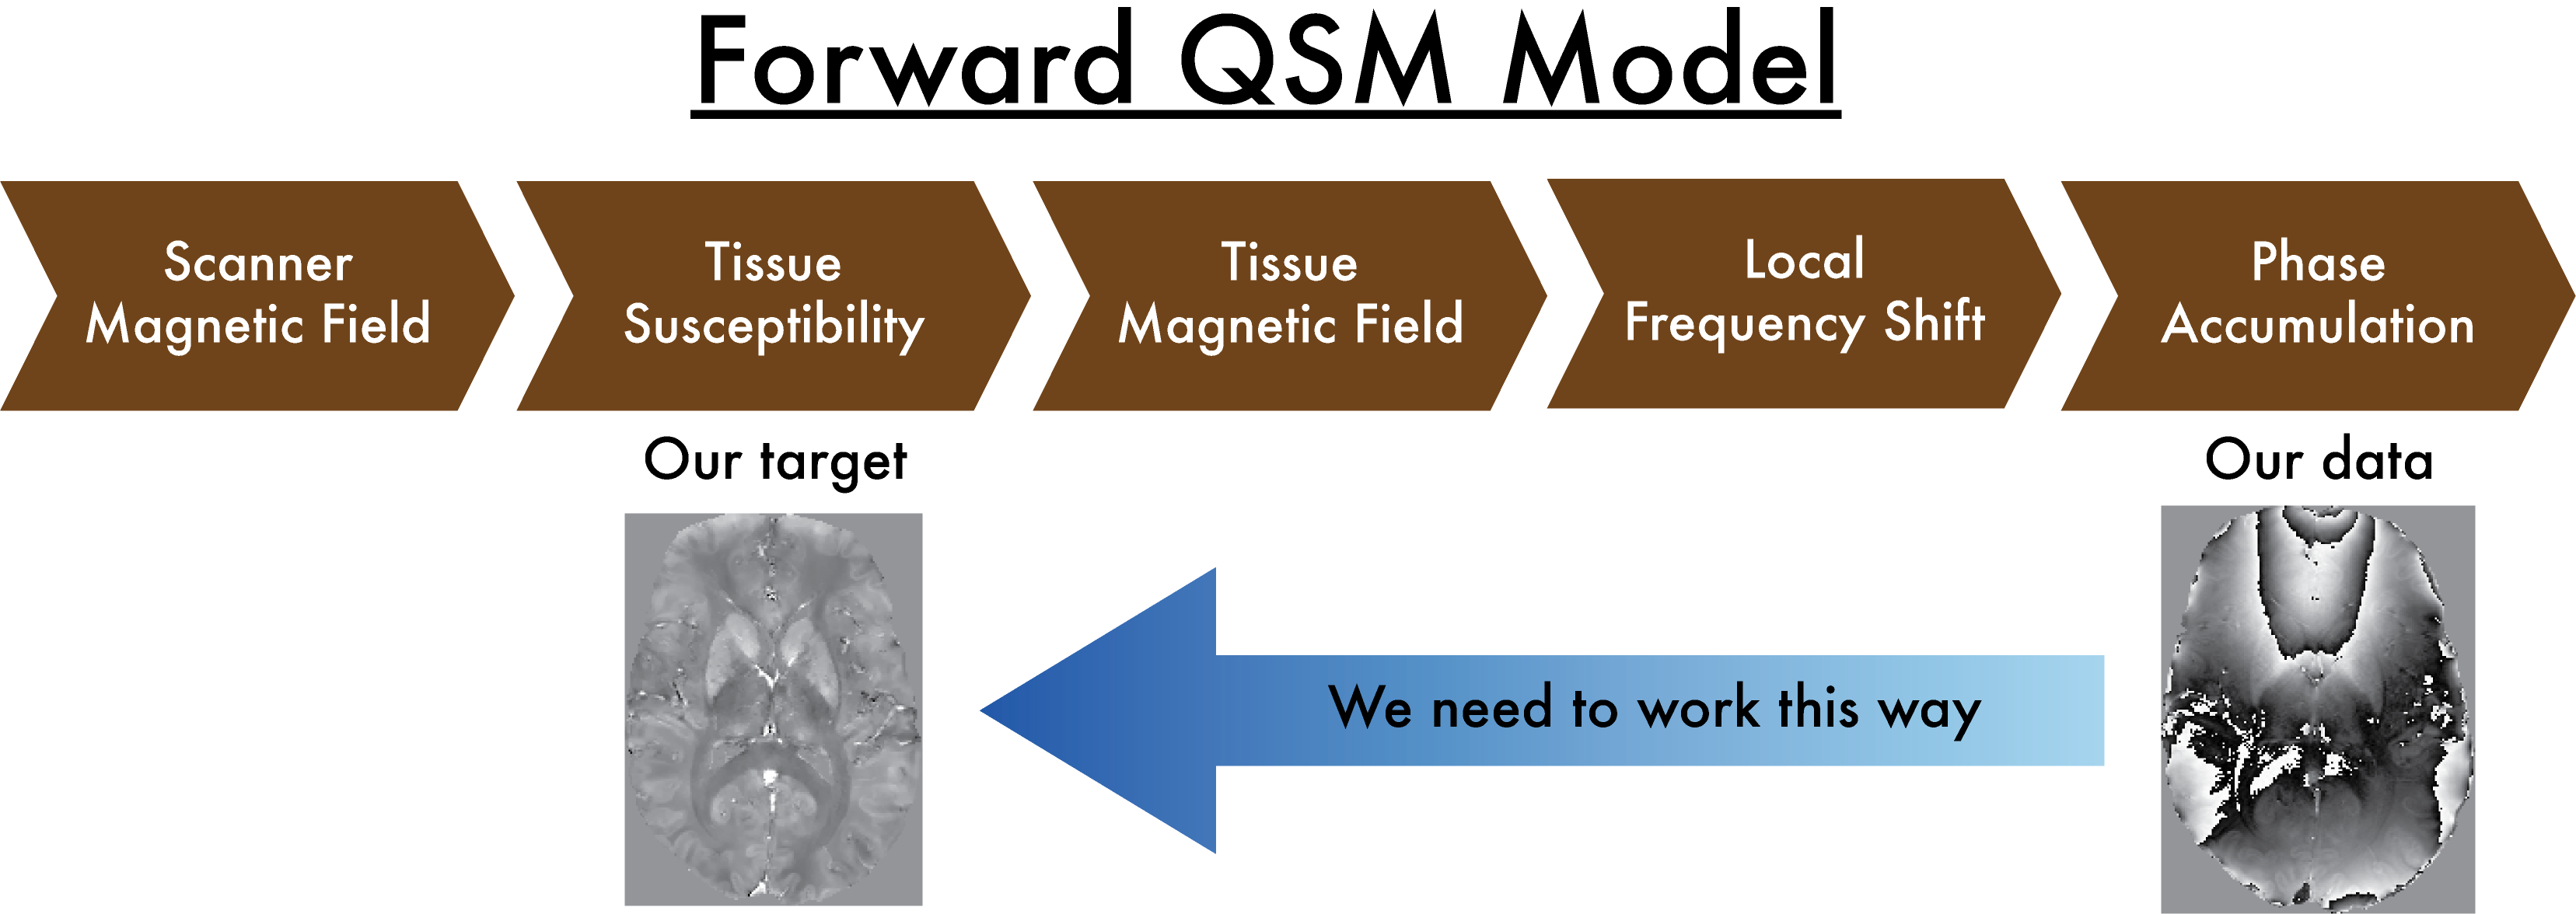 Forward QSM Model
Scanner
Magnetic Field
Tissue
Susceptibility
Tissue
Magnetic Field
Local
Frequency Shift
Phase
Accumulation
Our target
Our data
We need to work this way